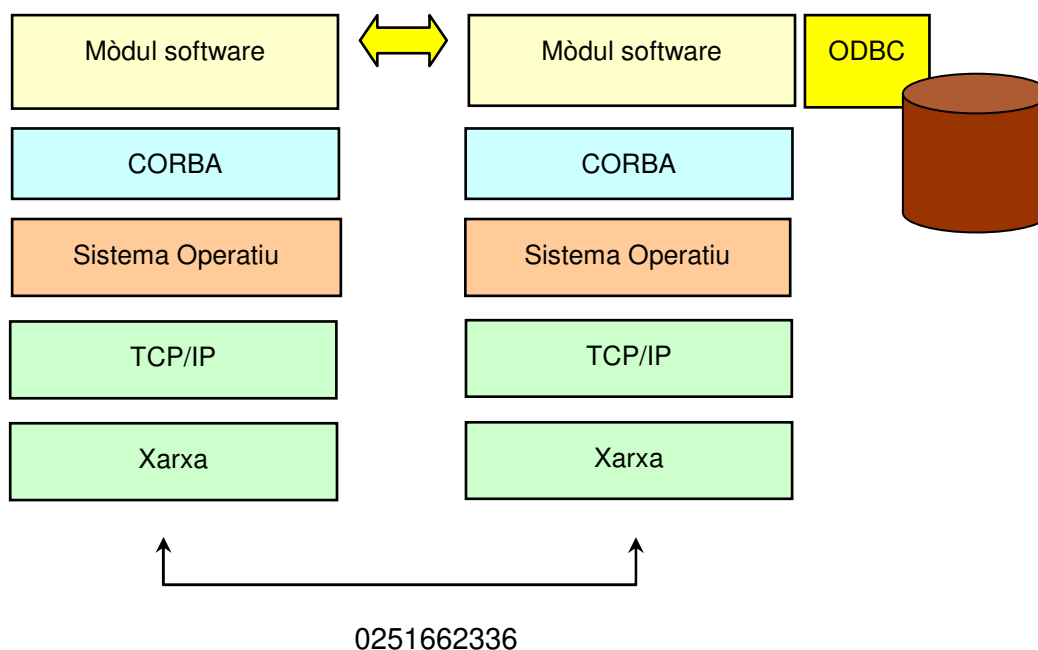 Mòdul software
Mòdul software
ODBC
CORBA
CORBA
Sistema Operatiu
Sistema Operatiu
TCP/IP
TCP/IP
Xarxa
Xarxa
0251662336